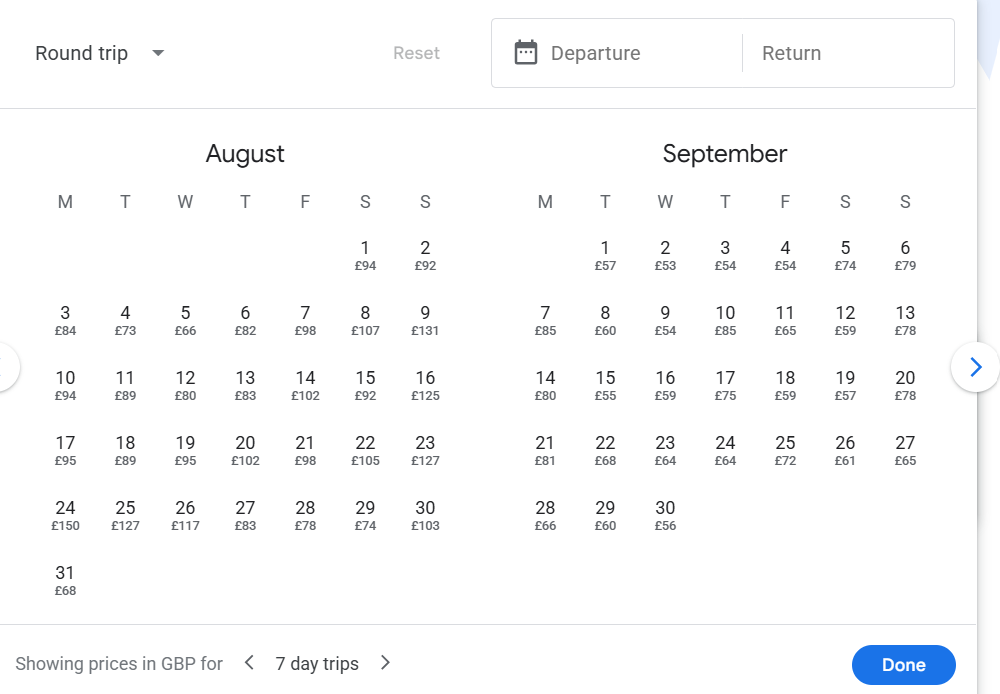 Round trip
Reset
Departure
Return
August
M T W T F S S
1 2
£94 £92
3 4 5 6 7 8 9
£84 £73 £66 £82 £98 £107 £131
10 11 12 13 14 15 16
£94 £89 £80 £83 £102 £92 £125
17 18 19 20 21 22 23
£95 £89 £95 £102 £98 £105 £127
24 25 26 27 28 29 30
£150 £127 £117 £83 £78 £74 £103
31
£68
September
M T W T F S S
1 2 3 4 5 6
£57 £53 £54 £54 £74 £79
7 8 9 10 11 12 13
£85 £60 £54 £85 £65 £59 £78
14 15 16 17 18 19 20
£80 £55 £59 £75 £59 £57 £78
21 22 23 24 25 26 27
£81 £68 £64 £64 £72 £61 £65
28 29 30
£66 £60 £56
Showing prices in GBP for
7 day trips
Done